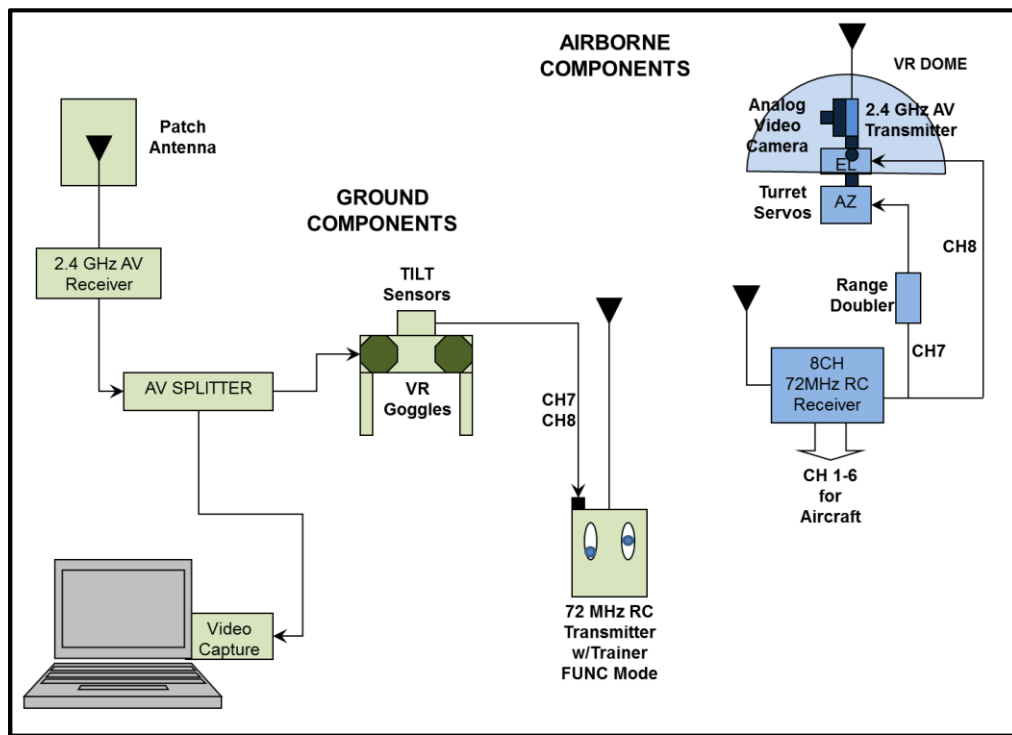 AIRBORNE
COMPONENTS
VR DOME
Analog
Video
Camera
2.4 GHz AV
Transmitter
EL
AZ
Turret
Servos
CH8
Range
Doubler
CH7
8CH
72MHz RC
Receiver
CH 1-6
for
Aircraft
Patch
Antenna
GROUND
COMPONENTS
2.4 GHz AV
Receiver
TILT
Sensors
AV SPLITTER
VR
Goggles
CH7
CH8
Video
Capture
72 MHz RC
Transmitter
w/Trainer
FUNC Mode